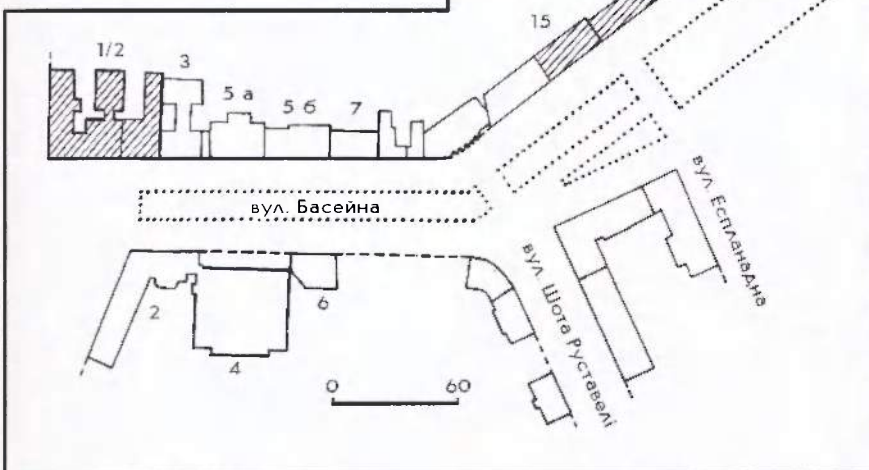 15
1/2
3
5 а
5 б
7
вул. Басейна
вул. Еспланадна
вул. Шота Руставелі
2
6
4
0 60